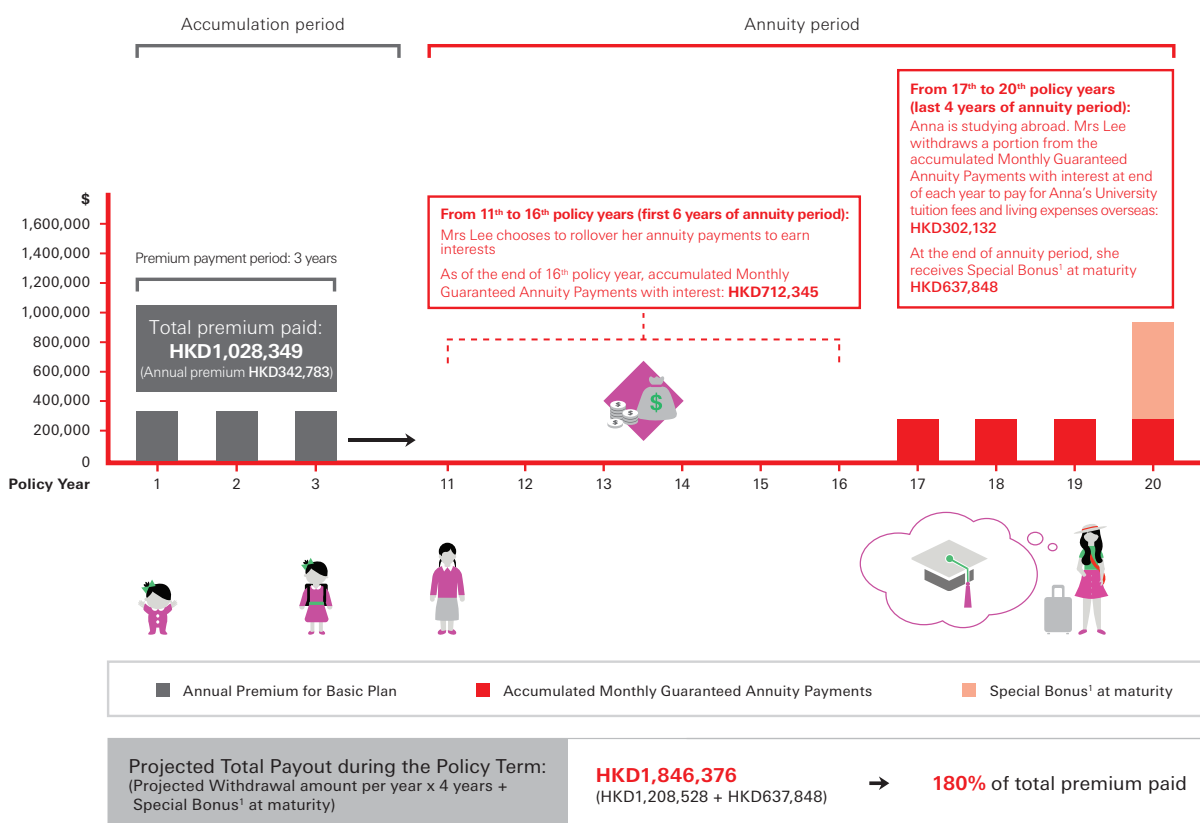 Accumulation period
Annuity period
From 17th to 20th policy years
(last 4 years of annuity period):
Anna is studying abroad. Mrs Lee
withdraws a portion from the
accumulated Monthly Guaranteed
Annuity Payments with interest at end
of each year to pay for Anna's University
tuition fees and living expenses overseas:
HKD302,132
At the end of annuity period, she
receives Special Bonus1 at maturity
HKD637,848
From 11th to 16th policy years (first 6 years of annuity period):
Mrs Lee chooses to rollover her annuity payments to earn
interests
As of the end of 16th policy year, accumulated Monthly
Guaranteed Annuity Payments with interest: HKD712,345
$
1,600,000
1,400,000
1,200,000
1,000,000
800,000
600,000
400,000
200,000
0
Premium payment period: 3 years
Total premium paid:
HKD1,028,349
(Annual premium HKD342,783)
$
$
$
$
Policy Year 1 2 3 11 12 13 14 15 16 17 18 19 20
Annual Premium for Basic Plan
Accumulated Monthly Guaranteed Annuity Payments
Special Bonus1 at maturity
Projected Total Payout during the Policy Term:
(Projected Withdrawal amount per year x 4 years +
Special Bonus1 at maturity)
HKD1,846,376
(HKD1,208,528 + HKD637,848)
180% of total premium paid